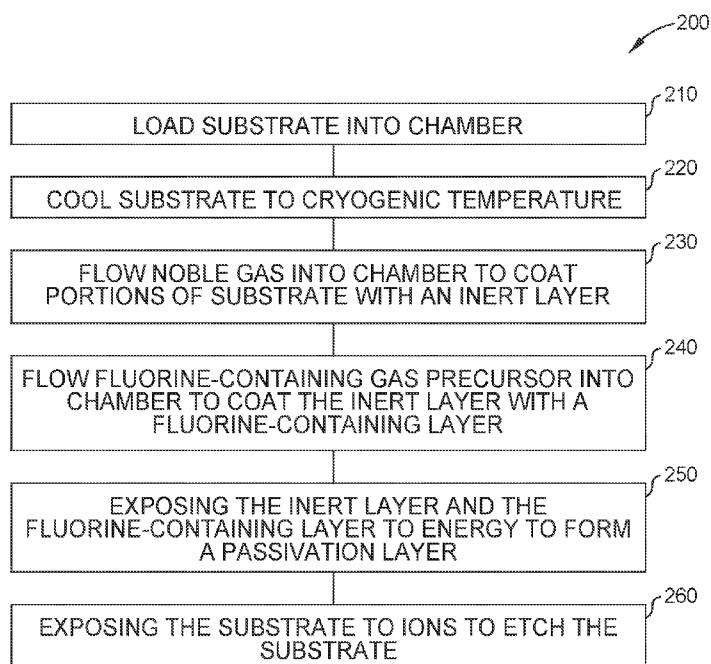 200
210
LOAD SUBSTRATE INTO CHAMBER
220
COOL SUBSTRATE TO CRYOGENIC TEMPERATURE
230
FLOW NOBLE GAS INTO CHAMBER TO COAT
PORTIONS OF SUBSTRATE WITH AN INERT LAYER
240
FLOW FLUORINE-CONTAINING GAS PRECURSOR INTO
CHAMBER TO COAT THE INERT LAYER WITH A
FLUORINE-CONTAINING LAYER
250
EXPOSING THE INERT LAYER AND THE
FLUORINE-CONTAINING LAYER TO ENERGY TO FORM
A PASSIVATION LAYER
260
EXPOSING THE SUBSTRATE TO IONS TO ETCH THE
SUBSTRATE